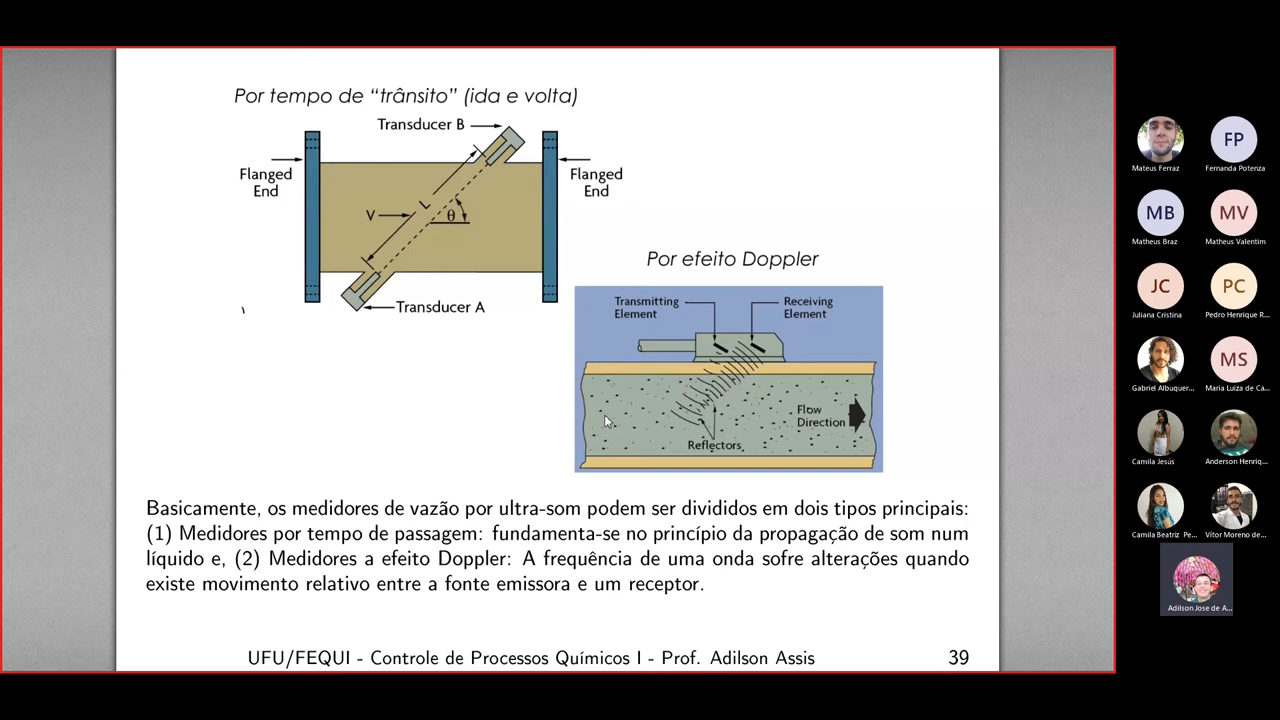 Por tempo de “trânsito” (ida e volta)
Transducer B
Flanged
End
Flanged
End
V
L
θ
Transducer A
Por efeito Doppler
Transmitting
Element
Receiving
Element
Flow
Direction
Reflectors
Basicamente, os medidores de vazão por ultra-som podem ser divididos em dois tipos principais:
(1) Medidores por tempo de passagem: fundamenta-se no princípio da propagação de som num
líquido e, (2) Medidores a efeito Doppler: A frequência de uma onda sofre alterações quando
existe movimento relativo entre a fonte emissora e um receptor.
UFU/FEQUI - Controle de Processos Químicos I - Prof. Adilson Assis
39
Mateus Ferraz
FP
Fernanda Potenza
MB
Matheus Braz
MV
Matheus Valentim
JC
Juliana Cristina
PC
Pedro Henrique R...
Gabriel Albuquer...
MS
Maria Luiza de Ca...
Camila Jesús
Anderson Henriq...
Camila Beatriz Pe...
Vítor Moreno de...
Adilson Jose de A...